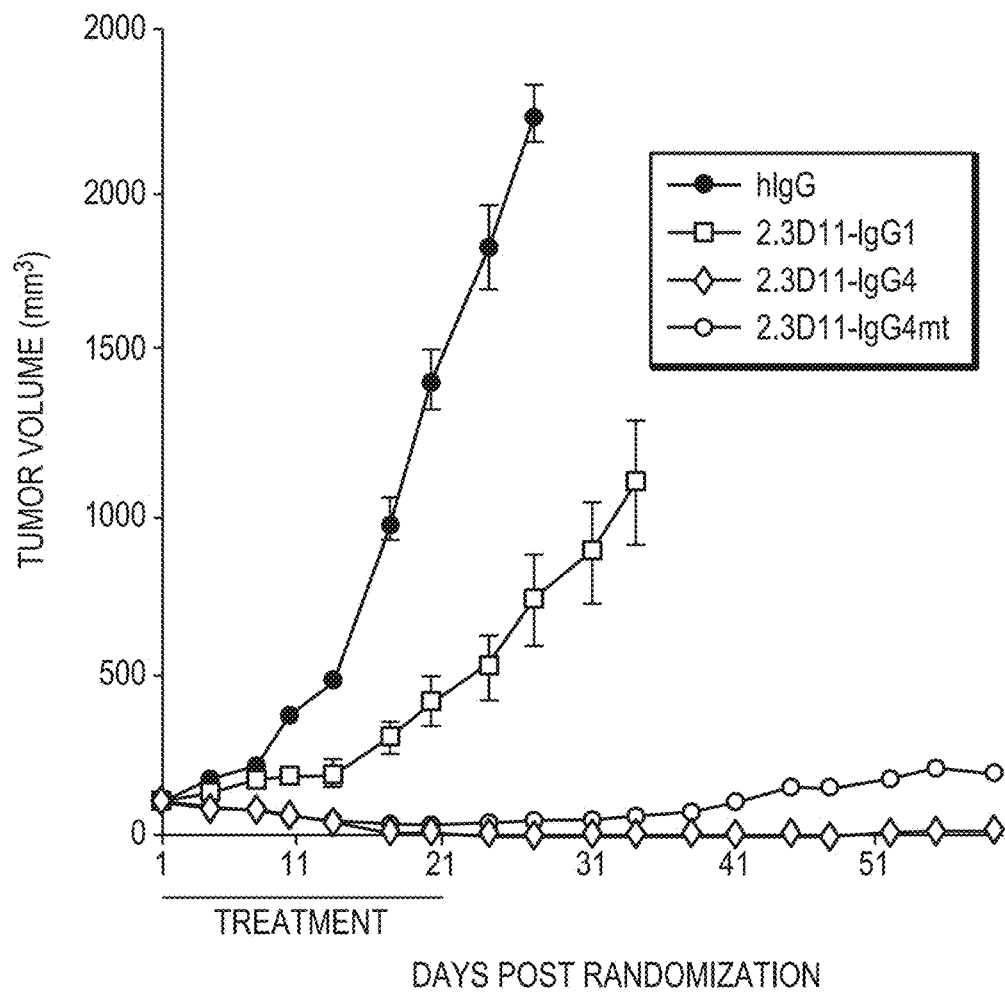 TUMOR VOLUME (mm³)
2000
2000
1500
1000
500
0
1
11
21
31
41
51
TREATMENT
DAYS POST RANDOMIZATION
hIgG
2.3D11-IgG1
2.3D11-IgG4
2.3D11-IgG4mt